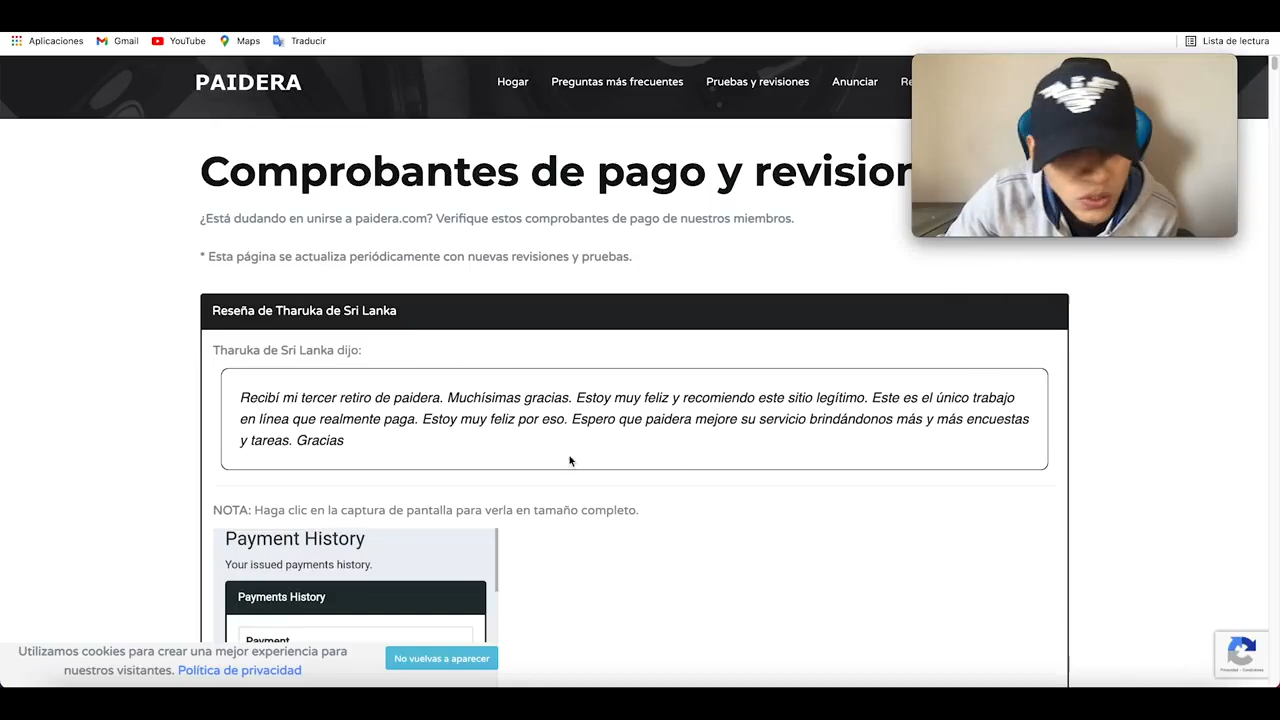 Aplicaciones Gmail YouTube Maps Traducir Lista de lectura
PAIDERA Hogar Preguntas más frecuentes Pruebas y revisiones Anunciar
Comprobantes de pago y
¿Está dudando en unirse a paidera.com? Verifique estos comprobantes de pago de nuestros miembros.
* Esta página se actualiza periódicamente con nuevas revisiones y pruebas.
Reseña de Tharuka de Sri Lanka
Tharuka de Sri Lanka dijo:
Recibí mi tercer retiro de paidera. Muchísimas gracias. Estoy muy feliz y recomiendo este sitio legítimo. Este es el único trabajo
en línea que realmente paga. Estoy muy feliz por eso. Espero que paidera mejore su servicio brindándonos más y más encuestas
y tareas. Gracias
NOTA: Haga clic en la captura de pantalla para verla en tamaño completo.
Payment History
Your issued payments history.
Payments History
Payment
Utilizamos cookies para crear una mejor experiencia para
nuestros visitantes. Política de privacidad
No vuelvas a aparecer